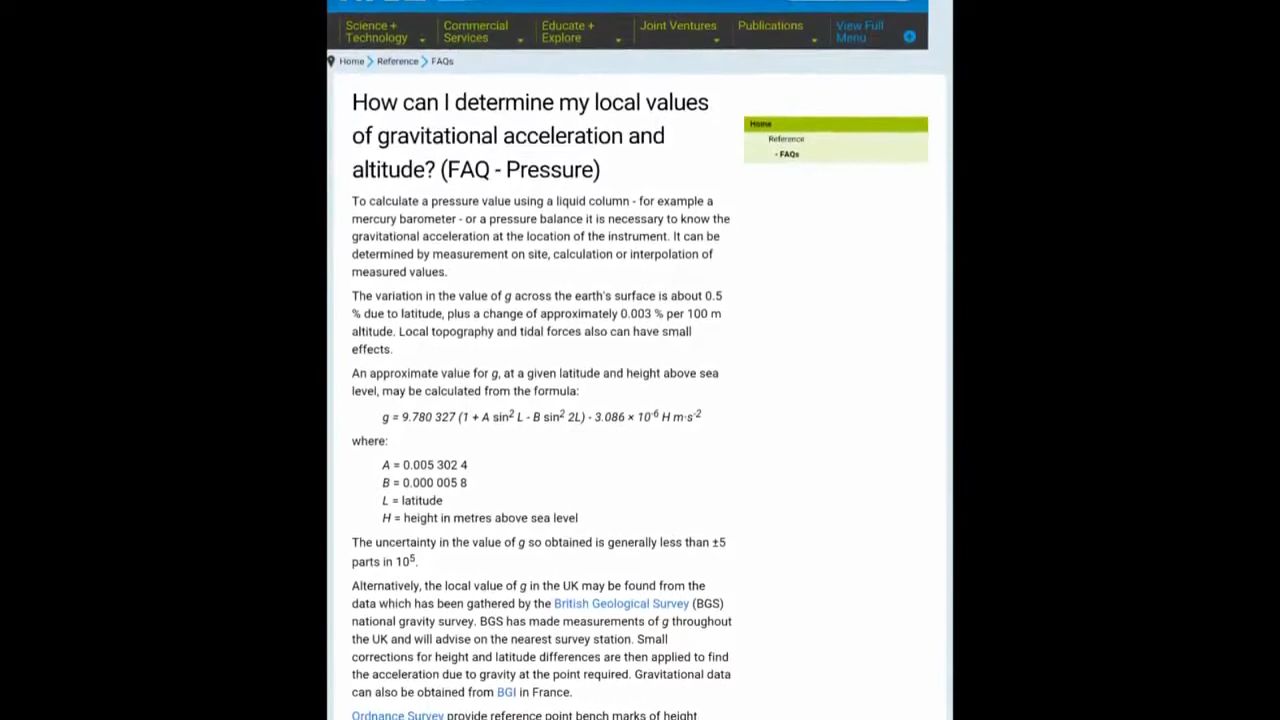 Science + Technology
Commercial Services
Educate + Explore
Joint Ventures
Publications
View Full Menu
Home
Reference
FAQs
How can I determine my local values
of gravitational acceleration and
altitude? (FAQ - Pressure)
Home
Reference
- FAQs
To calculate a pressure value using a liquid column - for example a
mercury barometer - or a pressure balance it is necessary to know the
gravitational acceleration at the location of the instrument. It can be
determined by measurement on site, calculation or interpolation of
measured values.
The variation in the value of g across the earth's surface is about 0.5
% due to latitude, plus a change of approximately 0.003 % per 100 m
altitude. Local topography and tidal forces also can have small
effects.
An approximate value for g, at a given latitude and height above sea
level, may be calculated from the formula:
g = 9.780 327 (1 + A sin² L - B sin² 2L) - 3.086 × 10⁻⁶ H m·s⁻²
where:
A = 0.005 302 4
B = 0.000 005 8
L = latitude
H = height in metres above sea level
The uncertainty in the value of g so obtained is generally less than ±5
parts in 10⁵.
Alternatively, the local value of g in the UK may be found from the
data which has been gathered by the British Geological Survey (BGS)
national gravity survey. BGS has made measurements of g throughout
the UK and will advise on the nearest survey station. Small
corrections for height and latitude differences are then applied to find
the acceleration due to gravity at the point required. Gravitational data
can also be obtained from BGI in France.
Ordnance Survey provide reference point bench marks of height